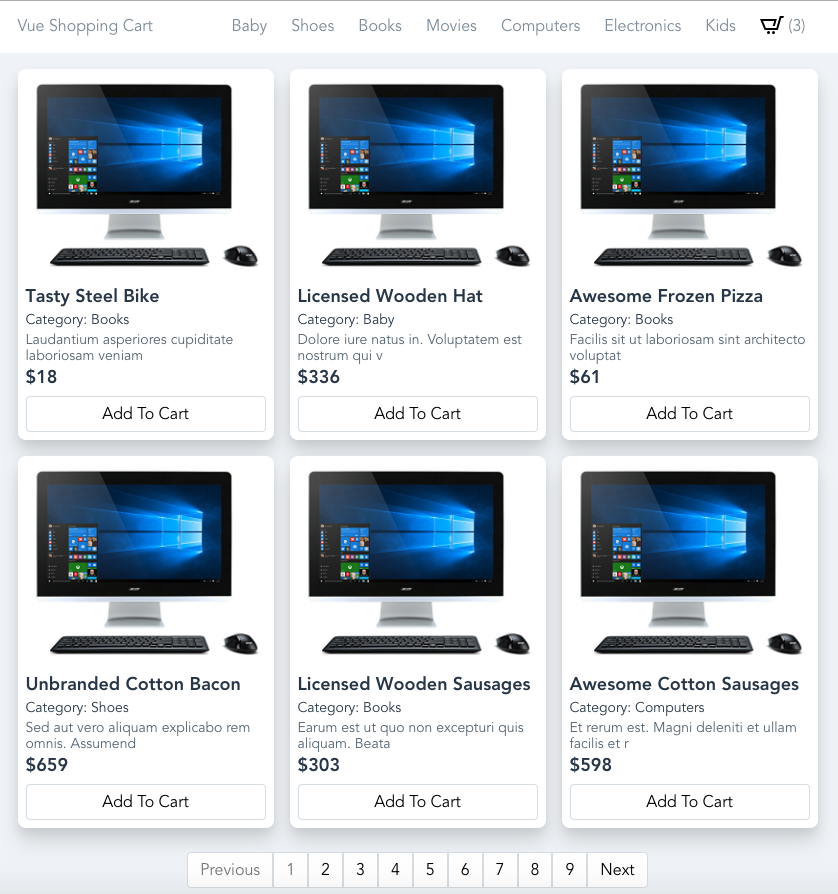 Vue Shopping Cart Baby Shoes Books Movies Computers Electronics Kids (3)
acer acer acer
Tasty Steel Bike Licensed Wooden Hat Awesome Frozen Pizza
Category: Books Category: Baby Category: Books
Laudantium asperiores cupiditate Dolore iure natus in. Voluptatem est Facilis sit ut laboriosam sint architecto
laboriosam veniam nostrum qui v voluptat
$18 $336 $61
Add To Cart Add To Cart Add To Cart
acer acer acer
Unbranded Cotton Bacon Licensed Wooden Sausages Awesome Cotton Sausages
Category: Shoes Category: Books Category: Computers
Sed aut vero aliquam explicabo rem Earum est ut quo non excepturi quis Et rerum est. Magni deleniti et ullam
omnis. Assumend aliquam. Beata facilis et r
$659 $303 $598
Add To Cart Add To Cart Add To Cart
Previous 1 2 3 4 5 6 7 8 9 Next